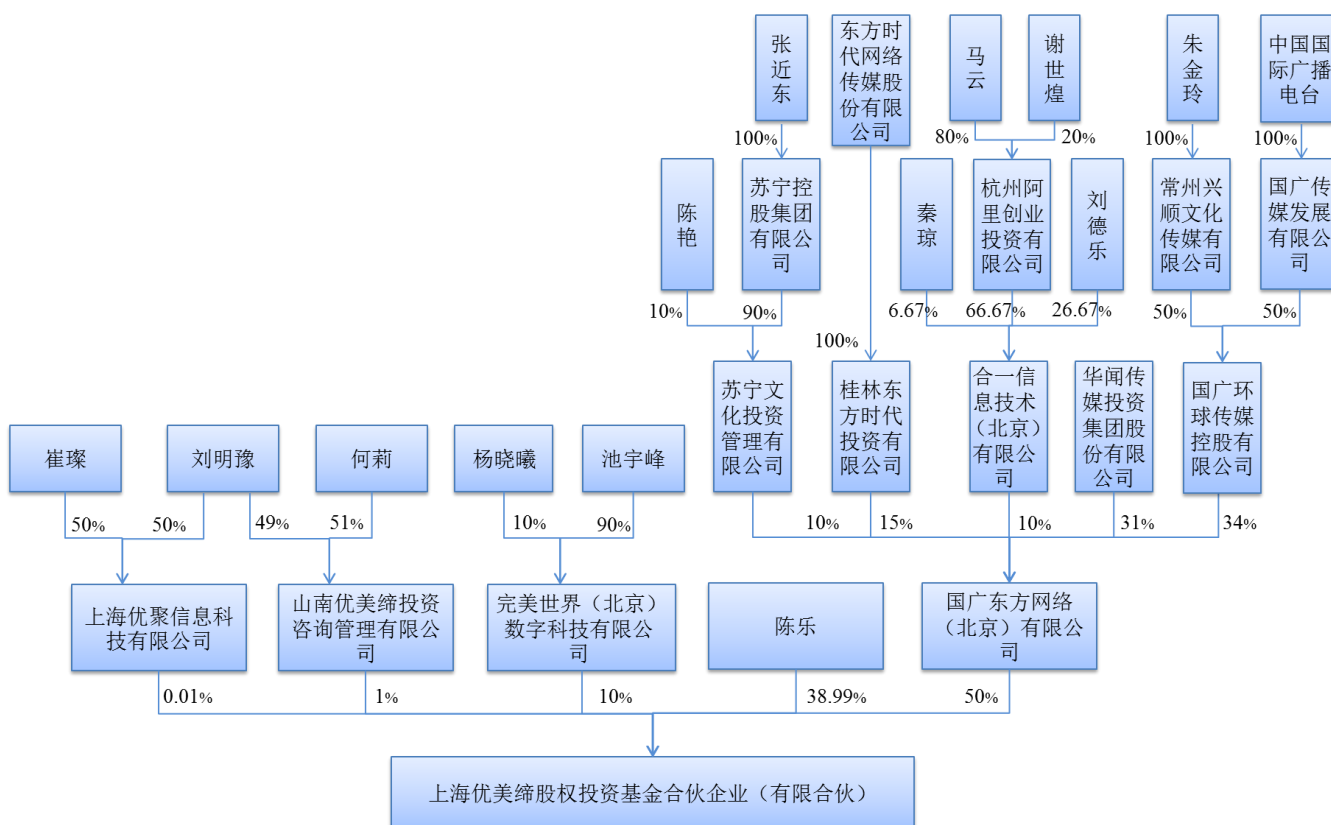 张
近
东
东方时
代网络
传媒股
份有限
公司
马
云
谢
世
煌
朱
金
玲
中国国
际广播
电台
100%
80%
20%
100%
100%
陈
艳
苏宁控
股集团
有限公
司
秦
琼
杭州阿
里创业
投资有
限公司
刘
德
乐
常州兴
顺文化
传媒有
限公司
国广传
媒发展
有限公
司
10%
90%
6.67%
66.67%
26.67%
50%
50%
100%
苏宁文
化投资
管理有
限公司
桂林东
方时代
投资有
限公司
合一信
息技术
（北京）
有限公
司
华闻传
媒投资
集团股
份有限
公司
国广环
球传媒
控股有
限公司
崔璨
刘明豫
何莉
杨晓曦
池宇峰
50%
50%
49%
51%
10%
90%
10%
15%
10%
31%
34%
上海优聚信息科
技有限公司
山南优美缔投资
咨询管理有限公
司
完美世界（北京）
数字科技有限公
司
陈乐
国广东方网络
（北京）有限公
司
0.01%
1%
10%
38.99%
50%
上海优美缔股权投资基金合伙企业（有限合伙）